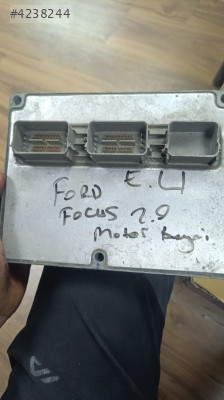 #4238244
E.U
FORD
FOCUS 2.0
Motor Beyni